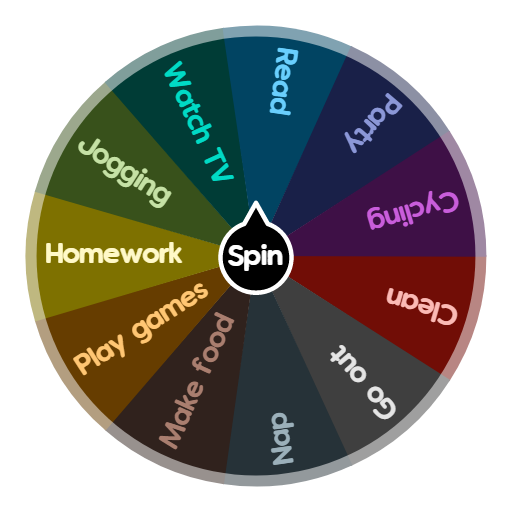 Read
Party
Cycling
Clean
Go out
Nap
Make food
Play games
Homework
Jogging
Watch TV
Spin